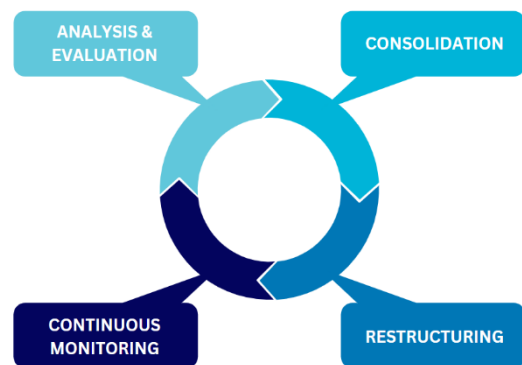 ANALYSIS &
EVALUATION
CONSOLIDATION
CONTINUOUS
MONITORING
RESTRUCTURING